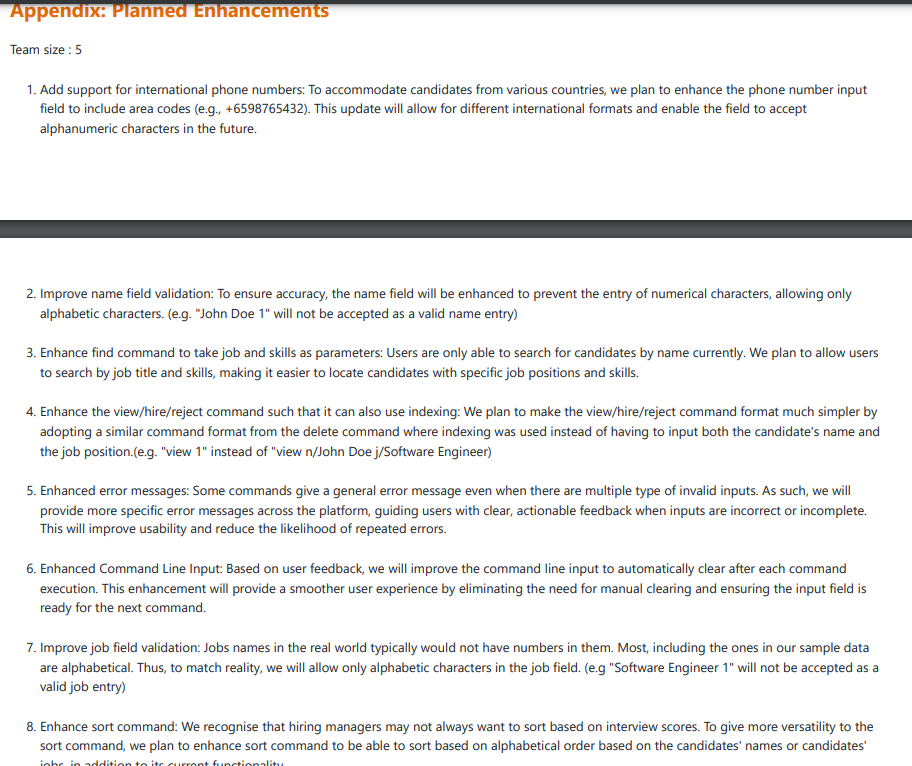 Appendix: Planned Enhancements
Team size : 5
1. Add support for international phone numbers: To accommodate candidates from various countries, we plan to enhance the phone number input
field to include area codes (e.g., +6598765432). This update will allow for different international formats and enable the field to accept
alphanumeric characters in the future.
2. Improve name field validation: To ensure accuracy, the name field will be enhanced to prevent the entry of numerical characters, allowing only
alphabetic characters. (e.g. "John Doe 1" will not be accepted as a valid name entry)
3. Enhance find command to take job and skills as parameters: Users are only able to search for candidates by name currently. We plan to allow users
to search by job title and skills, making it easier to locate candidates with specific job positions and skills.
4. Enhance the view/hire/reject command such that it can also use indexing: We plan to make the view/hire/reject command format much simpler by
adopting a similar command format from the delete command where indexing was used instead of having to input both the candidate's name and
the job position.(e.g. "view 1" instead of "view n/John Doe j/Software Engineer)
5. Enhanced error messages: Some commands give a general error message even when there are multiple type of invalid inputs. As such, we will
provide more specific error messages across the platform, guiding users with clear, actionable feedback when inputs are incorrect or incomplete.
This will improve usability and reduce the likelihood of repeated errors.
6. Enhanced Command Line Input: Based on user feedback, we will improve the command line input to automatically clear after each command
execution. This enhancement will provide a smoother user experience by eliminating the need for manual clearing and ensuring the input field is
ready for the next command.
7. Improve job field validation: Jobs names in the real world typically would not have numbers in them. Most, including the ones in our sample data
are alphabetical. Thus, to match reality, we will allow only alphabetic characters in the job field. (e.g "Software Engineer 1" will not be accepted as a
valid job entry)
8. Enhance sort command: We recognise that hiring managers may not always want to sort based on interview scores. To give more versatility to the
sort command, we plan to enhance sort command to be able to sort based on alphabetical order based on the candidates' names or candidates'
jobs, in addition to its current functionality.